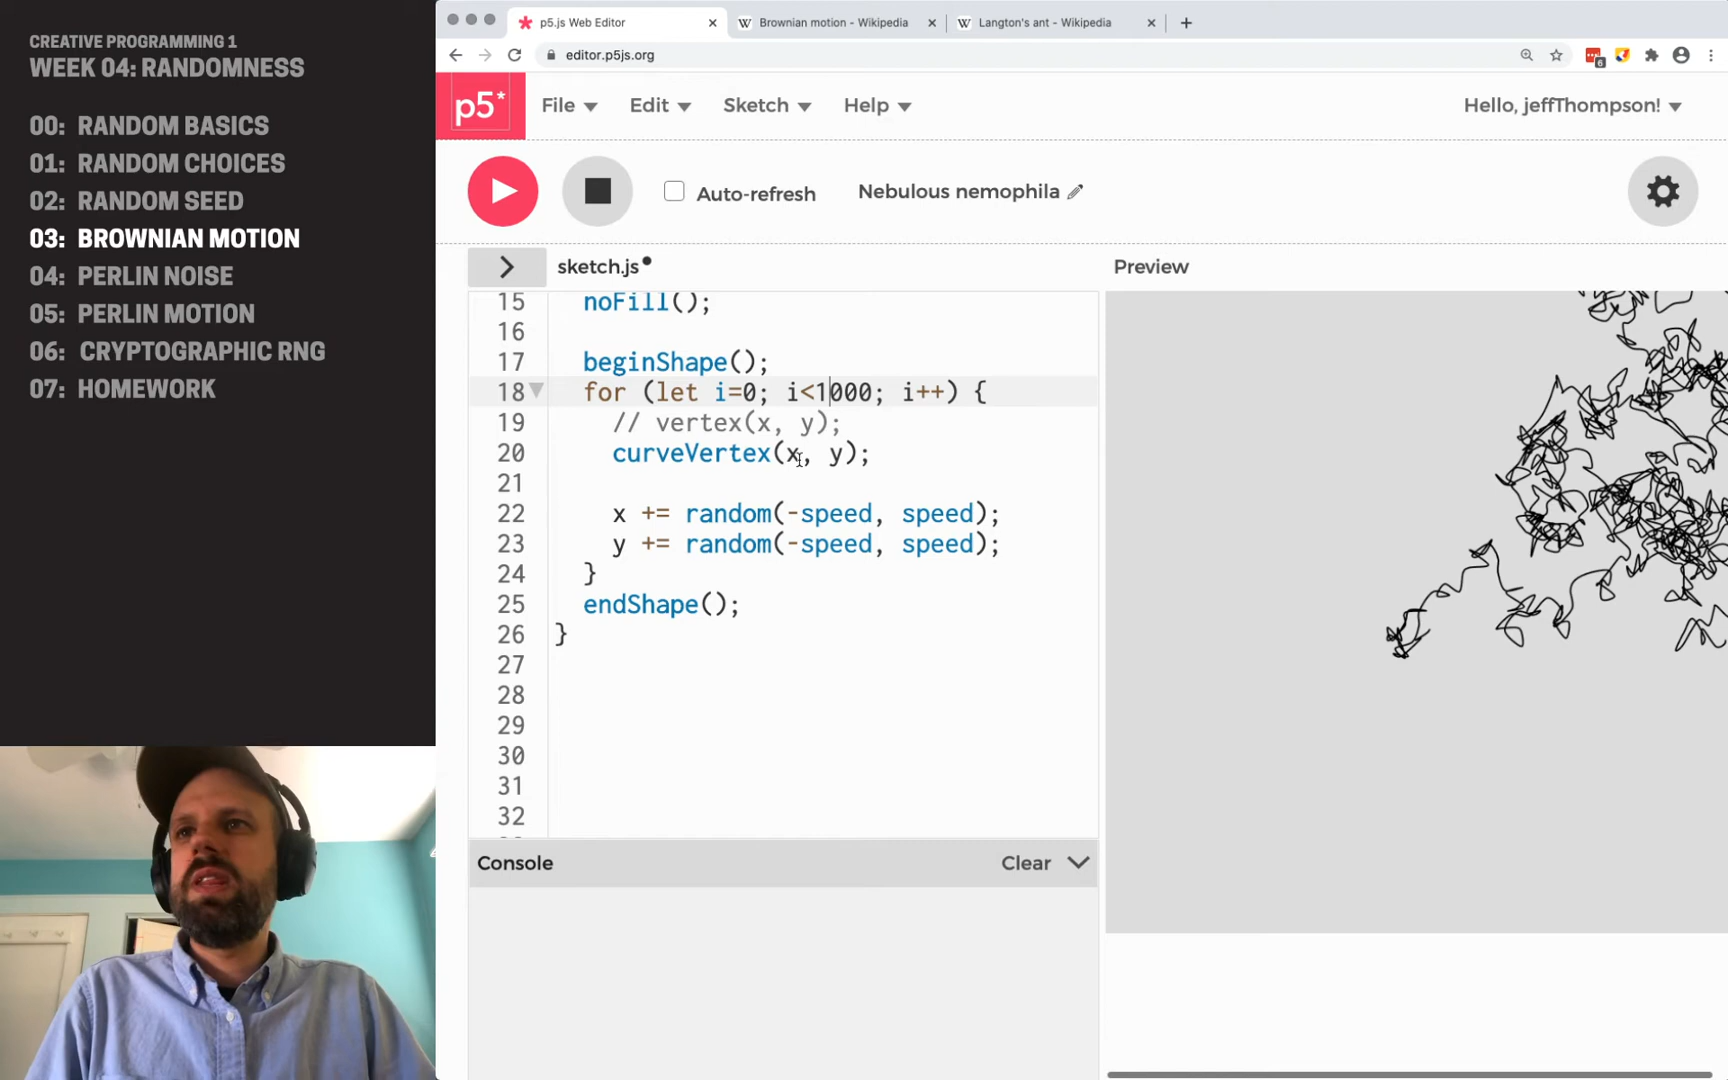 CREATIVE PROGRAMMING 1
WEEK 04: RANDOMNESS
00: RANDOM BASICS
01: RANDOM CHOICES
02: RANDOM SEED
03: BROWNIAN MOTION
04: PERLIN NOISE
05: PERLIN MOTION
06: CRYPTOGRAPHIC RNG
07: HOMEWORK
p5.js Web Editor
W Brownian motion - Wikipedia
W Langton's ant - Wikipedia
editor.p5js.org
6
p5*
File
Edit
Sketch
Help
Hello, jeffThompson!
Auto-refresh
Nebulous nemophila
sketch.js
Preview
15 noFill();
16
17 beginShape();
18 for (let i=0; i<1000; i++) {
19 // vertex(x, y);
20 curveVertex(x, y);
21
22 x += random(-speed, speed);
23 y += random(-speed, speed);
24 }
25 endShape();
26 }
27
28
29
30
31
32
Console
Clear